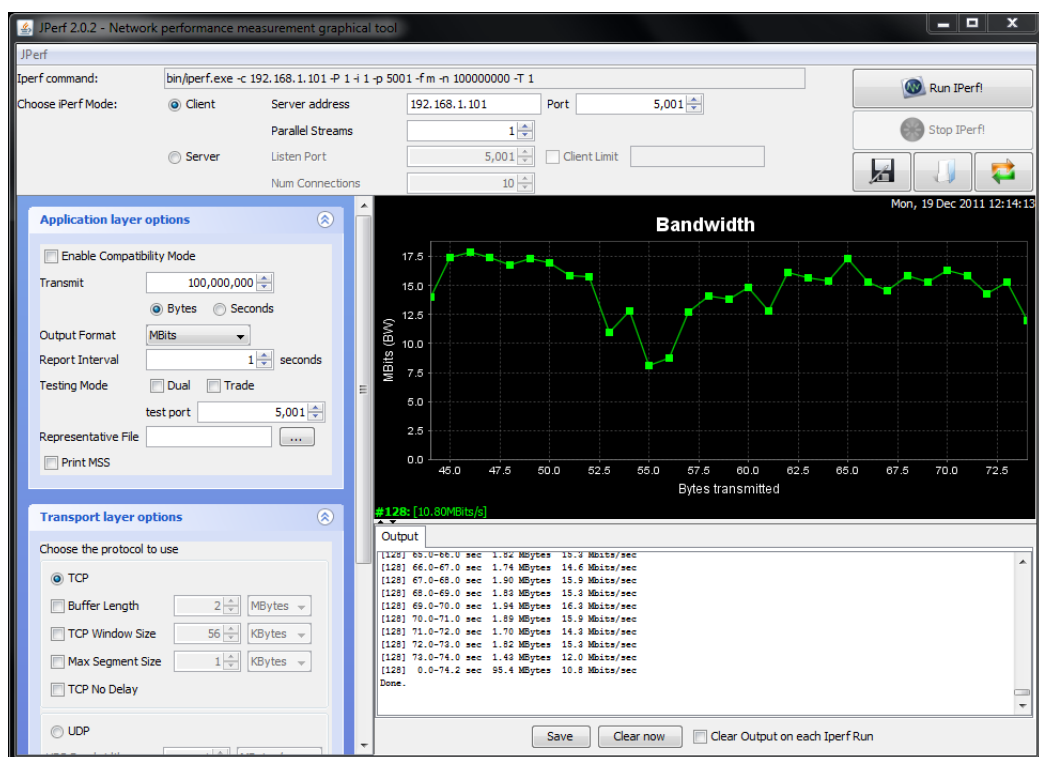 JPerf 2.0.2 - Network performance measurement graphical tool
JPerf
Iperf command: bin/iperf.exe -c 192.168.1.101 -P 1 -i 1 -p 5001 -f m -n 100000000 -T 1
Choose iPerf Mode: Client Server address 192.168.1.101 Port 5,001
Parallel Streams 1
Server Listen Port 5,001 Client Limit
Num Connections 10
Run IPerf!
Stop IPerf!
Application layer options
Enable Compatibility Mode
Transmit 100,000,000
Bytes Seconds
Output Format MBits
Report Interval 1 seconds
Testing Mode Dual Trade
test port 5,001
Representative File ...
Print MSS
Transport layer options
Choose the protocol to use
TCP
Buffer Length 2 MBytes
TCP Window Size 56 KBytes
Max Segment Size 1 KBytes
TCP No Delay
UDP
Mon, 19 Dec 2011 12:14:13
Bandwidth
MBits (BW)
17.5
15.0
12.5
10.0
7.5
5.0
2.5
0.0
45.0 47.5 50.0 52.5 55.0 57.5 60.0 62.5 65.0 67.5 70.0 72.5
Bytes transmitted
#128: [10.80MBits/s]
Output
[128] 65.0-66.0 sec 1.82 MBytes 15.3 Mbits/sec
[128] 66.0-67.0 sec 1.74 MBytes 14.6 Mbits/sec
[128] 67.0-68.0 sec 1.90 MBytes 15.9 Mbits/sec
[128] 68.0-69.0 sec 1.83 MBytes 15.3 Mbits/sec
[128] 69.0-70.0 sec 1.94 MBytes 16.3 Mbits/sec
[128] 70.0-71.0 sec 1.89 MBytes 15.9 Mbits/sec
[128] 71.0-72.0 sec 1.70 MBytes 14.3 Mbits/sec
[128] 72.0-73.0 sec 1.82 MBytes 15.3 Mbits/sec
[128] 73.0-74.0 sec 1.43 MBytes 12.0 Mbits/sec
[128] 0.0-74.2 sec 95.4 MBytes 10.8 Mbits/sec
Done.
Save Clear now Clear Output on each Iperf Run